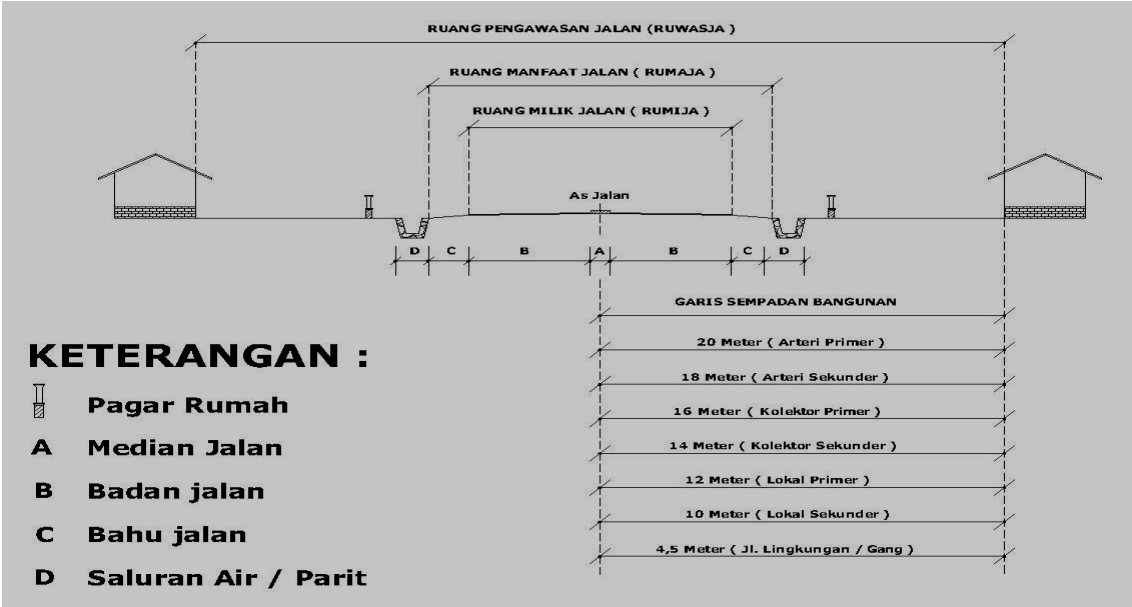 RUANG PENGAWASAN JALAN (RUWASJA )
RUANG MANFAAT JALAN ( RUMAJA )
RUANG MILIK JALAN ( RUMIJA )
As Jalan
D C B A B C D
GARIS SEMPADAN BANGUNAN
20 Meter ( Arteri Primer )
18 Meter ( Arteri Sekunder )
16 Meter ( Kolektor Primer )
14 Meter ( Kolektor Sekunder )
12 Meter ( Lokal Primer )
10 Meter ( Lokal Sekunder )
4,5 Meter ( Jl. Lingkungan / Gang )
KETERANGAN :
Pagar Rumah
A Median Jalan
B Badan jalan
C Bahu jalan
D Saluran Air / Parit